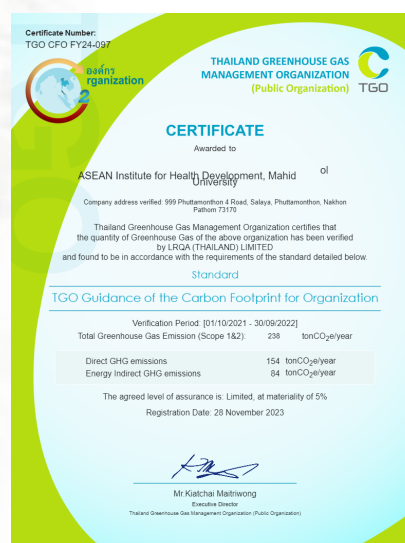 Certificate Number:
TGO CFO FY24-097
องค์กร
rganization
2
THAILAND GREENHOUSE GAS
MANAGEMENT ORGANIZATION
(Public Organization)
TGO
CERTIFICATE
Awarded to
ASEAN Institute for Health Development, Mahid ol
University
Company address verified: 999 Phuttamonthon 4 Road, Salaya, Phuttamonthon, Nakhon
Pathom 73170
Thailand Greenhouse Gas Management Organization certifies that
the quantity of Greenhouse Gas of the above organization has been verified
by LRQA (THAILAND) LIMITED
and found to be in accordance with the requirements of the standard detailed below.
Standard
TGO Guidance of the Carbon Footprint for Organization
Verification Period: [01/10/2021 - 30/09/2022]
Total Greenhouse Gas Emission (Scope 1&2): 238 tonCO2e/year
Direct GHG emissions 154 tonCO2e/year
Energy Indirect GHG emissions 84 tonCO2e/year
The agreed level of assurance is: Limited, at materiality of 5%
Registration Date: 28 November 2023
Mr.Kiatchai Maitriwong
Executive Director
Thailand Greenhouse Gas Management Organization (Public Organization)